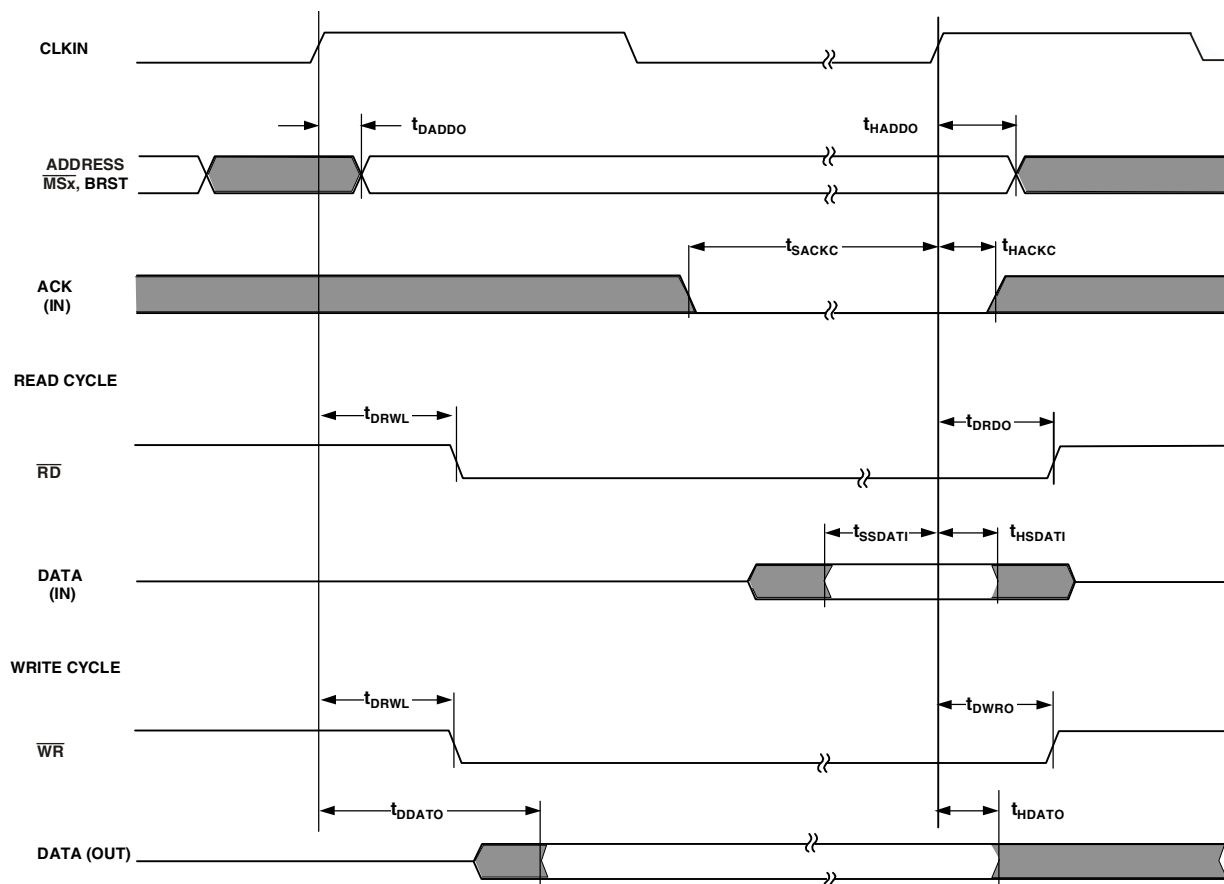 CLKIN
tDADDO
tHADDO
ADDRESS
MSx, BRST
tSACKC
tHACKC
ACK
(IN)
READ CYCLE
tDRWL
tDRDO
RD
tSSDATI
tHSDATI
DATA
(IN)
WRITE CYCLE
tDRWL
tDWRO
WR
tDDATO
tHDATO
DATA (OUT)